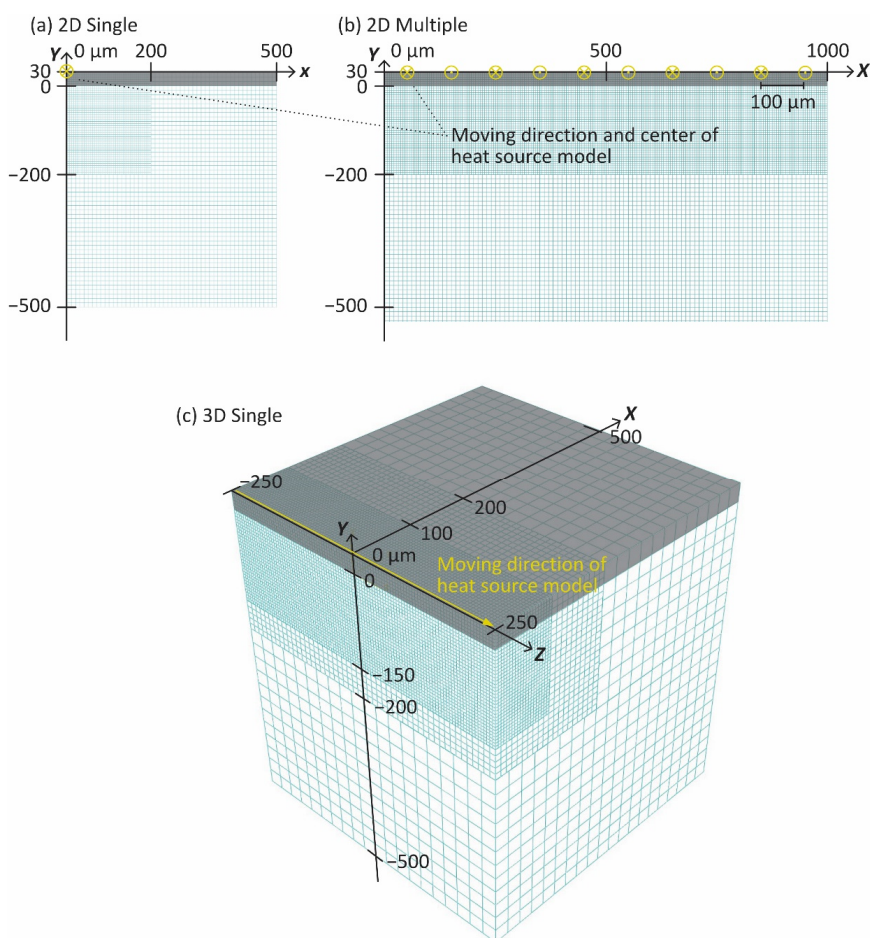 (a) 2D Single
(b) 2D Multiple
Y 0 μm 200 500
30 x
0
−200
−500
Y 0 μm 500 1000
30 X
0
100 μm
Moving direction and center of
heat source model
−200
−500
(c) 3D Single
X
500
−250
200
100
Y
0 μm
0
Moving direction of
heat source model
250
Z
−150
−200
−500